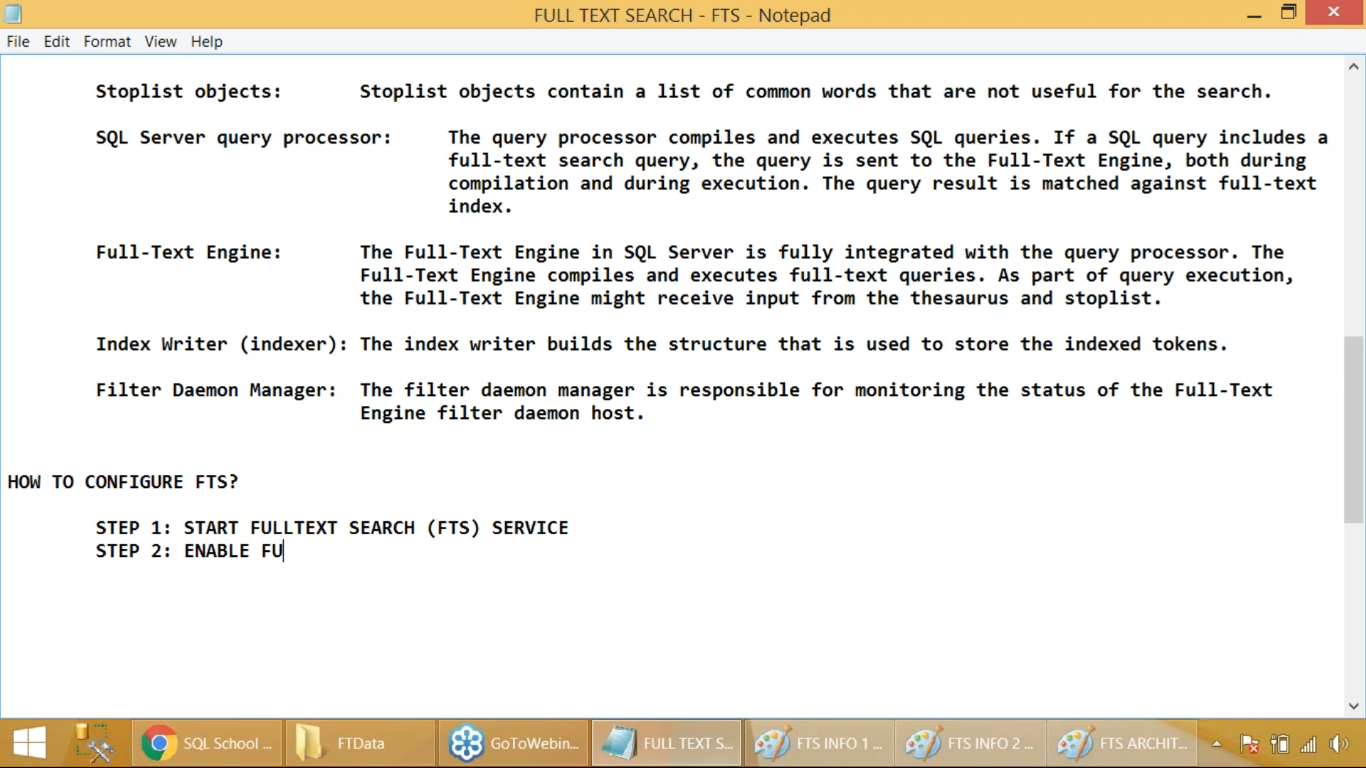 FULL TEXT SEARCH - FTS - Notepad
File Edit Format View Help
Stoplist objects: Stoplist objects contain a list of common words that are not useful for the search.
SQL Server query processor: The query processor compiles and executes SQL queries. If a SQL query includes a
full-text search query, the query is sent to the Full-Text Engine, both during
compilation and during execution. The query result is matched against full-text
index.
Full-Text Engine: The Full-Text Engine in SQL Server is fully integrated with the query processor. The
Full-Text Engine compiles and executes full-text queries. As part of query execution,
the Full-Text Engine might receive input from the thesaurus and stoplist.
Index Writer (indexer): The index writer builds the structure that is used to store the indexed tokens.
Filter Daemon Manager: The filter daemon manager is responsible for monitoring the status of the Full-Text
Engine filter daemon host.
HOW TO CONFIGURE FTS?
STEP 1: START FULLTEXT SEARCH (FTS) SERVICE
STEP 2: ENABLE FU
SQL School ... FTData GoToWebin... FULL TEXT S... FTS INFO 1 ... FTS INFO 2 ... FTS ARCHIT...